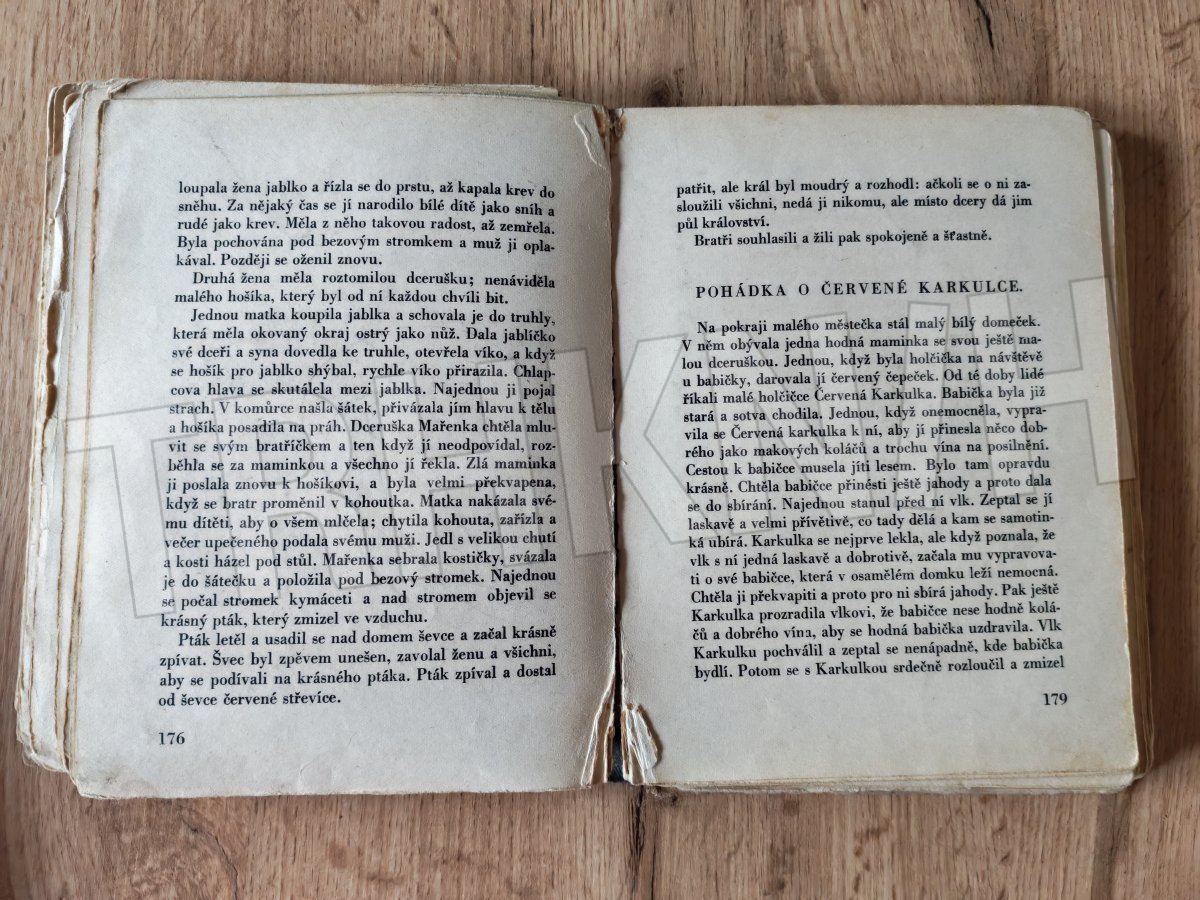 loupala žena jablko a řízla se do prstu, až kapala krev do
sněhu. Za nějaký čas se jí narodilo bílé dítě jako sníh a
rudé jako krev. Měla z něho takovou radost, až zemřela.
Byla pochována pod bezovým stromkem a muž ji opla-
kával. Později se oženil znovu.
Druhá žena měla roztomilou dcerušku; nenáviděla
malého hošíka, který byl od ní každou chvíli bit.
Jednou matka koupila jablka a schovala je do truhly,
která měla okovaný okraj ostrý jako nůž. Dala jablíčko
své dceři a syna dovedla ke truhle, otevřela víko, a když
se hošík pro jablko shýbal, rychle víko přirazila. Chlap-
cova hlava se skutálela mezi jablka. Najednou ji pojal
strach. V komůrce našla šátek, přivázala jím hlavu k tělu
a hošíka posadila na práh. Dceruška Mařenka chtěla mlu-
vit se svým bratříčkem a ten když jí neodpovídal, roz-
běhla se za maminkou a všechno jí řekla. Zlá maminka
ji poslala znovu k hošíkovi, a byla velmi překvapena,
když se bratr proměnil v kohoutka. Matka nakázala své-
mu dítěti, aby o všem mlčela; chytila kohouta, zařízla a
večer upečeného podala svému muži. Jedl s velikou chutí
a kosti házel pod stůl. Mařenka sebrala kostičky, svázala
je do šátečku a položila pod bezový stromek. Najednou
se počal stromek kymáceti a nad stromem objevil se
krásný pták, který zmizel ve vzduchu.
Pták letěl a usadil se nad domem ševce a začal krásně
zpívat. Švec byl zpěvem unešen, zavolal ženu a všichni,
aby se podívali na krásného ptáka. Pták zpíval a dostal
od ševce červené střevíce.
176
patřit, ale král byl moudrý a rozhodl: ačkoli se o ni za-
sloužili všichni, nedá ji nikomu, ale místo dcery dá jim
půl království.
Bratři souhlasili a žili pak spokojeně a šťastně.
POHÁDKA O ČERVENÉ KARKULCE.
Na pokraji malého městečka stál malý bílý domeček.
V něm obývala jedna hodná maminka se svou ještě ma-
lou dceruškou. Jednou, když byla holčička na návštěvě
u babičky, darovala jí červený čepeček. Od té doby lidé
říkali malé holčičce Červená Karkulka. Babička byla již
stará a sotva chodila. Jednou, když onemocněla, vypra-
vila se Červená karkulka k ní, aby jí přinesla něco dob-
rého jako makových koláčů a trochu vína na posilnění.
Cestou k babičce musela jíti lesem. Bylo tam opravdu
krásně. Chtěla babičce přinésti ještě jahody a proto dala
se do sbírání. Najednou stanul před ní vlk. Zeptal se jí
laskavě a velmi přívětivě, co tady dělá a kam se samotin-
ká ubírá. Karkulka se nejprve lekla, ale když poznala, že
vlk s ní jedná laskavě a dobrotivě, začala mu vypravova-
ti o své babičce, která v osamělém domku leží nemocná.
Chtěla ji překvapiti a proto pro ni sbírá jahody. Pak ještě
Karkulka prozradila vlkovi, že babičce nese hodně kolá-
čů a dobrého vína, aby se hodná babička uzdravila. Vlk
Karkulku pochválil a zeptal se nenápadně, kde babička
bydlí. Potom se s Karkulkou srdečně rozloučil a zmizel
179
TRHKNIH